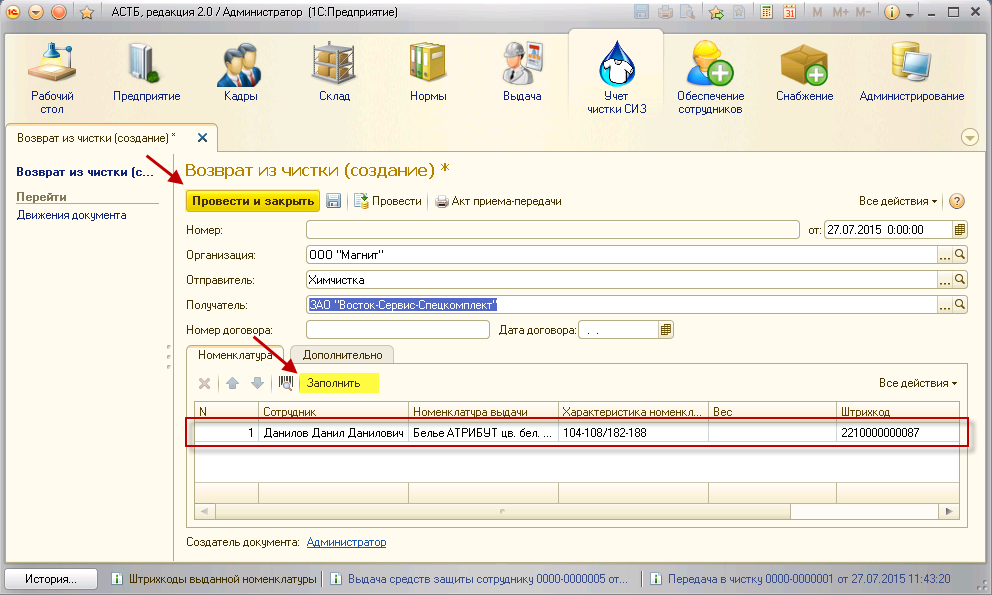 АСТБ, редакция 2.0 / Администратор (1С:Предприятие)
M M+ M-
Рабочий стол
Предприятие
Кадры
Склад
Нормы
Выдача
Учет чистки СИЗ
Обеспечение сотрудников
Снабжение
Администрирование
Возврат из чистки (создание) *
Возврат из чистки (с...
Перейти
Движения документа
Возврат из чистки (создание) *
Провести и закрыть Провести Акт приема-передачи Все действия
Номер: от: 27.07.2015 0:00:00
Организация: ООО "Магнит"
Отправитель: Химчистка
Получатель: ЗАО "Восток-Сервис-Спецкомплект"
Номер договора: Дата договора: . .
Номенклатура Дополнительно
Заполнить Все действия
N Сотрудник Номенклатура выдачи Характеристика номенкл... Вес Штрихкод
1 Данилов Данил Данилович Белье АТРИБУТ цв. бел. ... 104-108/182-188 2210000000087
Создатель документа: Администратор
История... Штрихкоды выданной номенклатуры Выдача средств защиты сотруднику 0000-0000005 от... Передача в чистку 0000-0000001 от 27.07.2015 11:43:20